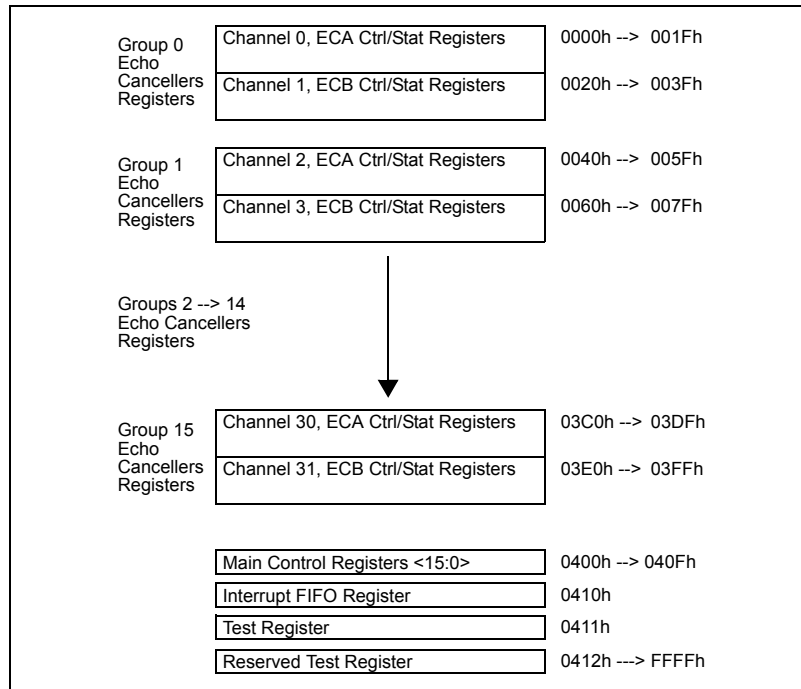 Group 0
Echo
Cancellers
Registers
Channel 0, ECA Ctrl/Stat Registers 0000h --> 001Fh
Channel 1, ECB Ctrl/Stat Registers 0020h --> 003Fh
Group 1
Echo
Cancellers
Registers
Channel 2, ECA Ctrl/Stat Registers 0040h --> 005Fh
Channel 3, ECB Ctrl/Stat Registers 0060h --> 007Fh
Groups 2 --> 14
Echo Cancellers
Registers
Group 15
Echo
Cancellers
Registers
Channel 30, ECA Ctrl/Stat Registers 03C0h --> 03DFh
Channel 31, ECB Ctrl/Stat Registers 03E0h --> 03FFh
Main Control Registers <15:0> 0400h --> 040Fh
Interrupt FIFO Register 0410h
Test Register 0411h
Reserved Test Register 0412h ---> FFFFh